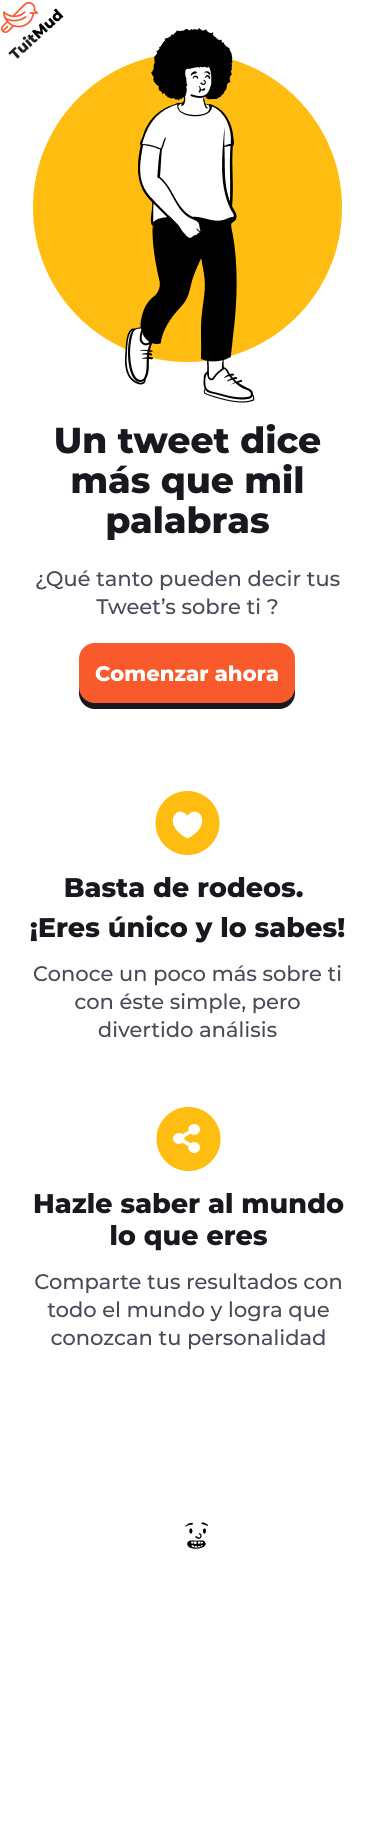 TuitMud
Un tweet dice
más que mil
palabras
¿Qué tanto pueden decir tus
Tweet’s sobre ti ?
Comenzar ahora
Basta de rodeos.
¡Eres único y lo sabes!
Conoce un poco más sobre ti
con éste simple, pero
divertido análisis
Hazle saber al mundo
lo que eres
Comparte tus resultados con
todo el mundo y logra que
conozcan tu personalidad